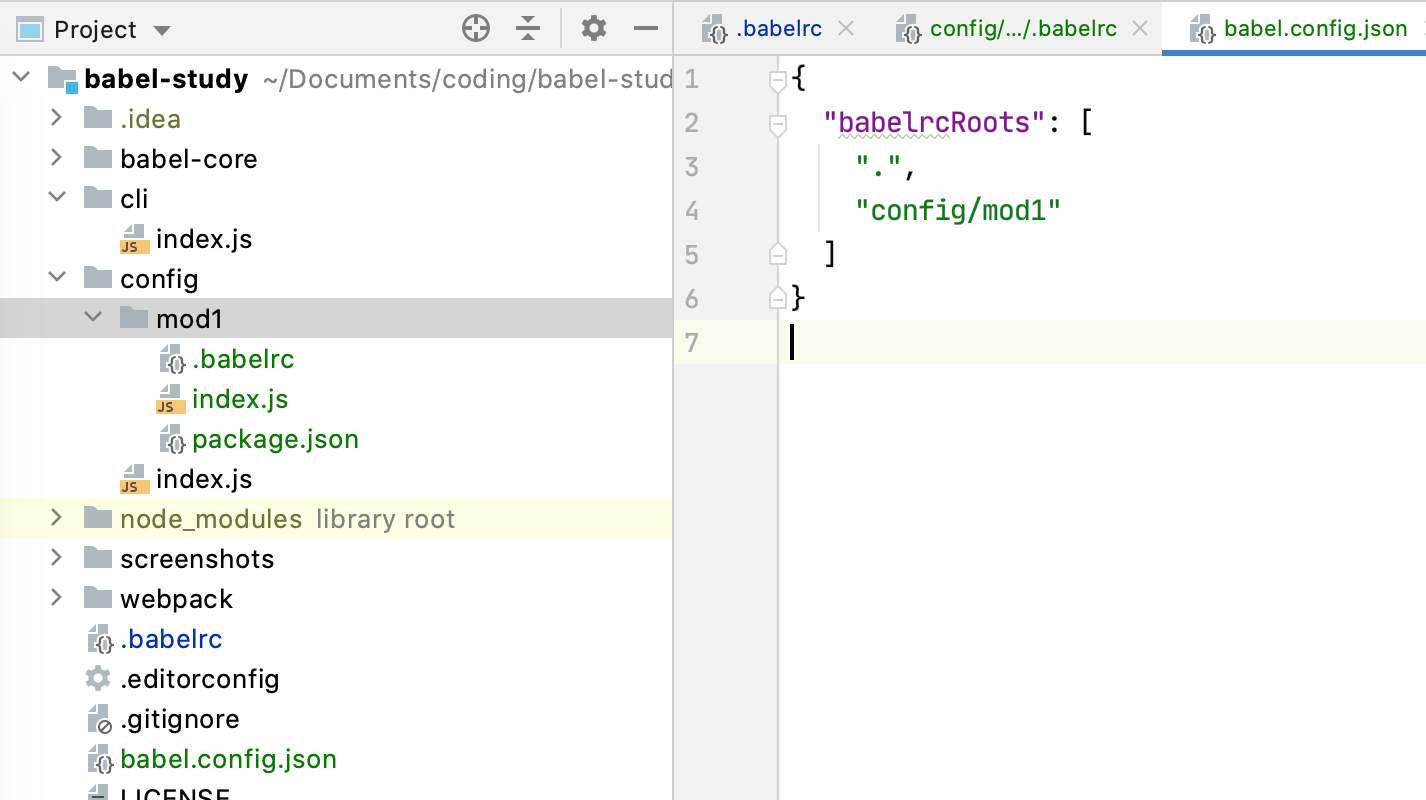 Project
babel-study ~/Documents/coding/babel-stud
.idea
babel-core
cli
JS index.js
config
mod1
.babelrc
JS index.js
package.json
JS index.js
node_modules library root
screenshots
webpack
.babelrc
.editorconfig
.gitignore
babel.config.json
LICENSE
.babelrc config/.../.babelrc babel.config.json
1 {
2 "babelrcRoots": [
3 ".",
4 "config/mod1"
5 ]
6 }
7